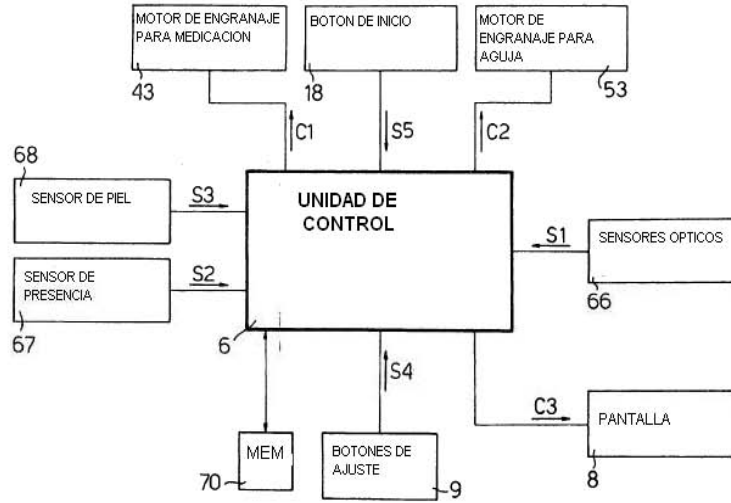 MOTOR DE ENGRANAJE
PARA MEDICACION
43
BOTON DE INICIO
18
MOTOR DE
ENGRANAJE PARA
AGUJA
53
C1
S5
C2
68
SENSOR DE PIEL
S3
UNIDAD DE
CONTROL
S1
SENSORES OPTICOS
66
SENSOR DE
PRESENCIA
S2
67
6
S4
C3
PANTALLA
8
MEM
70
BOTONES DE
AJUSTE
9